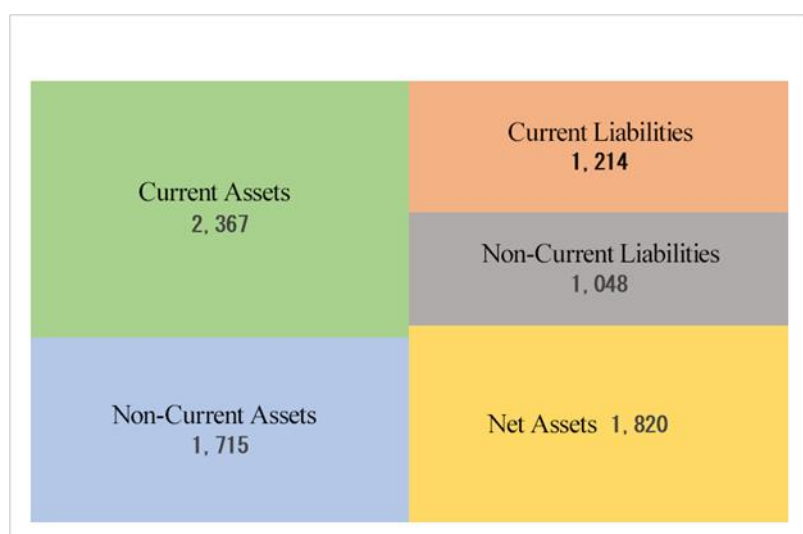 Current Assets
2,367
Non-Current Assets
1,715
Current Liabilities
1,214
Non-Current Liabilities
1,048
Net Assets 1,820